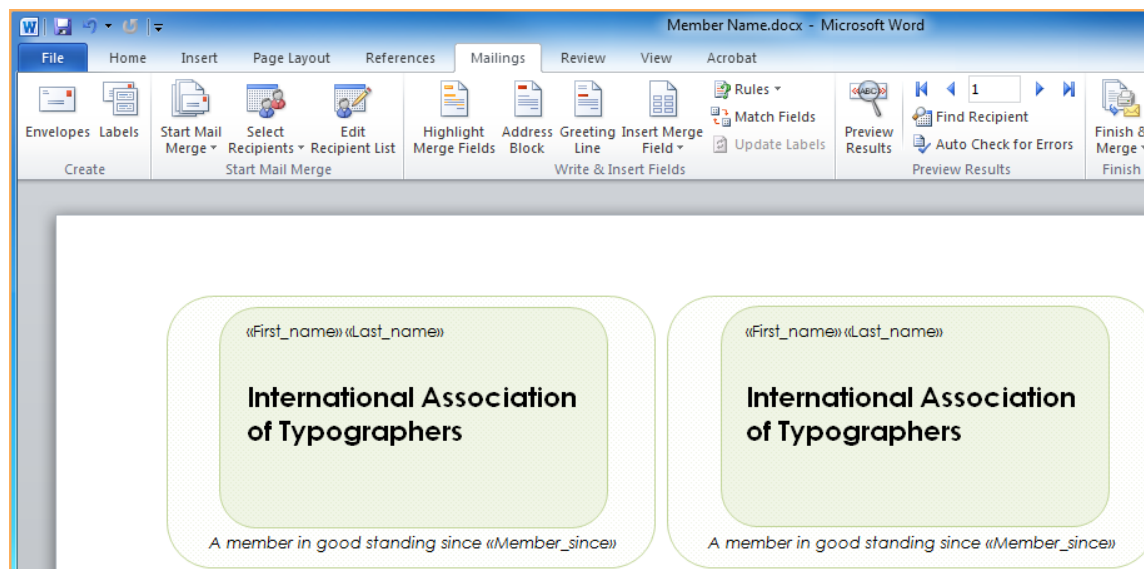 Member Name.docx - Microsoft Word
File Home Insert Page Layout References Mailings Review View Acrobat
Envelopes Labels
Create
Start Mail Merge Select Recipients Edit Recipient List
Start Mail Merge
Highlight Merge Fields Address Block Greeting Line Insert Merge Field
Rules
Match Fields
Update Labels
Write & Insert Fields
«ABC»
Preview Results
1
Find Recipient
Auto Check for Errors
Preview Results
Finish & Merge
Finish
«First_name» «Last_name»
International Association
of Typographers
A member in good standing since «Member_since»
«First_name» «Last_name»
International Association
of Typographers
A member in good standing since «Member_since»